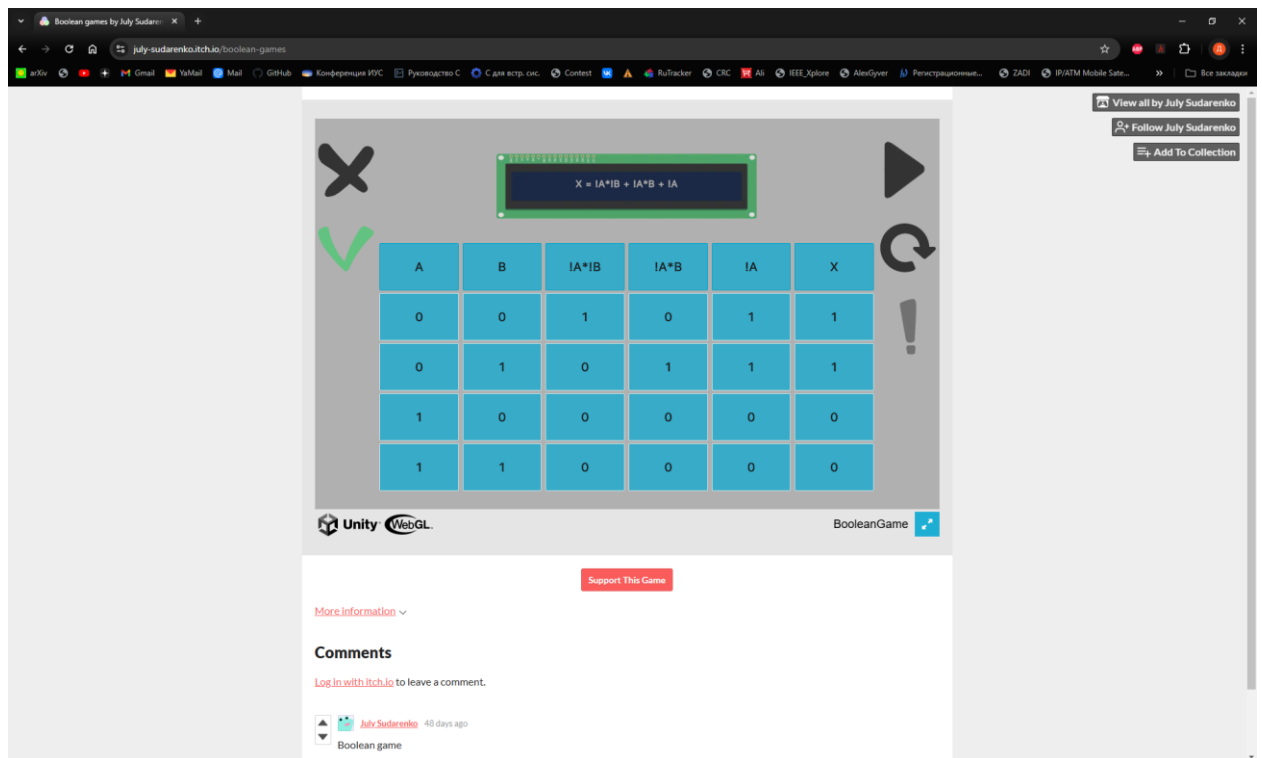 Boolean games by July Sudaren
july-sudarenko.itch.io/boolean-games
arXiv Gmail YaMail Mail GitHub Конференция ИУС Руководство С С для встр. сис. Contest RuTracker CRC Ali IEEE_Xplore AlexGyver Регистрационные... ZADI IP/ATM Mobile Sate... » Все закладки
View all by July Sudarenko
Follow July Sudarenko
Add To Collection
X = !A*!B + !A*B + !A
A B !A*!B !A*B !A X
0 0 1 0 1 1
0 1 0 1 1 1
1 0 0 0 0 0
1 1 0 0 0 0
Unity WebGL. BooleanGame
Support This Game
More information
Comments
Log in with itch.io to leave a comment.
July Sudarenko 48 days ago
Boolean game